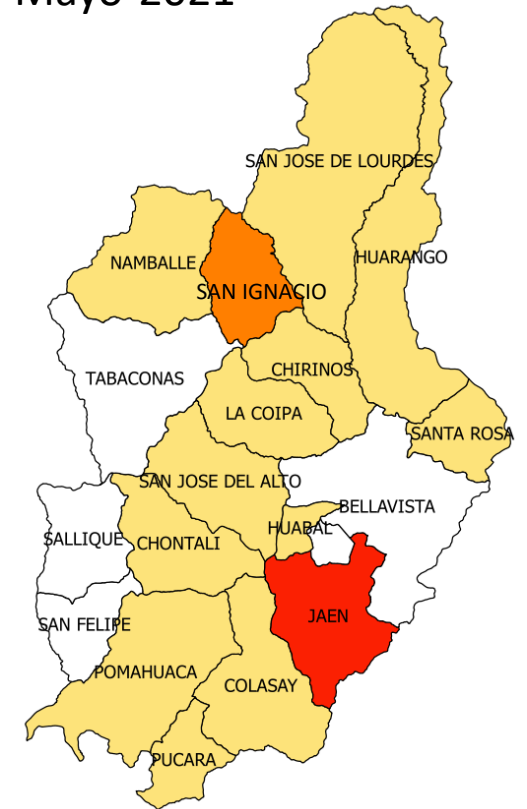 Mayo-2021
SAN JOSE DE LOURDES
HUARANGO
NAMBALLE
SAN IGNACIO
CHIRINOS
TABACONAS
LA COIPA
SANTA ROSA
SAN JOSE DEL ALTO
BELLAVISTA
HUABAL
SALLIQUE
CHONTALI
JAEN
SAN FELIPE
POMAHUACA
COLASAY
PUCARA